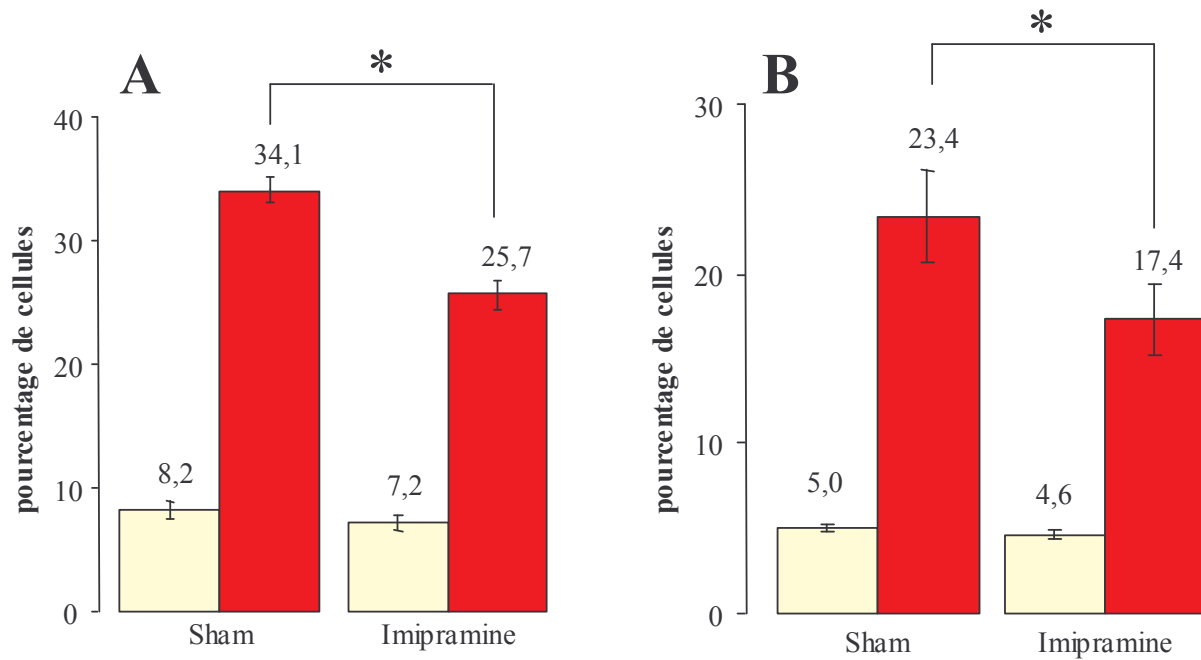 A
*
pourcentage de cellules
40
30
20
10
0
34,1
25,7
8,2
7,2
Sham
Imipramine
B
*
pourcentage de cellules
30
20
10
0
23,4
17,4
5,0
4,6
Sham
Imipramine